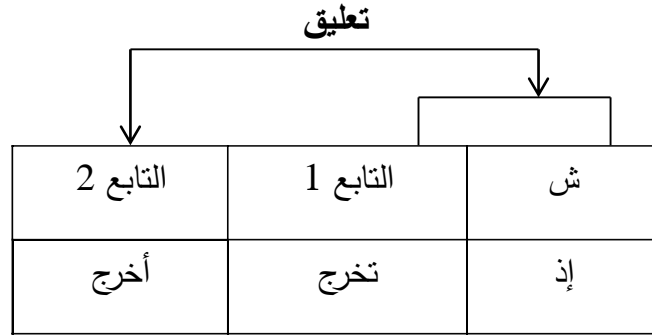 تعليق
ش التابع 1 التابع 2
إذ تخرج أخرج